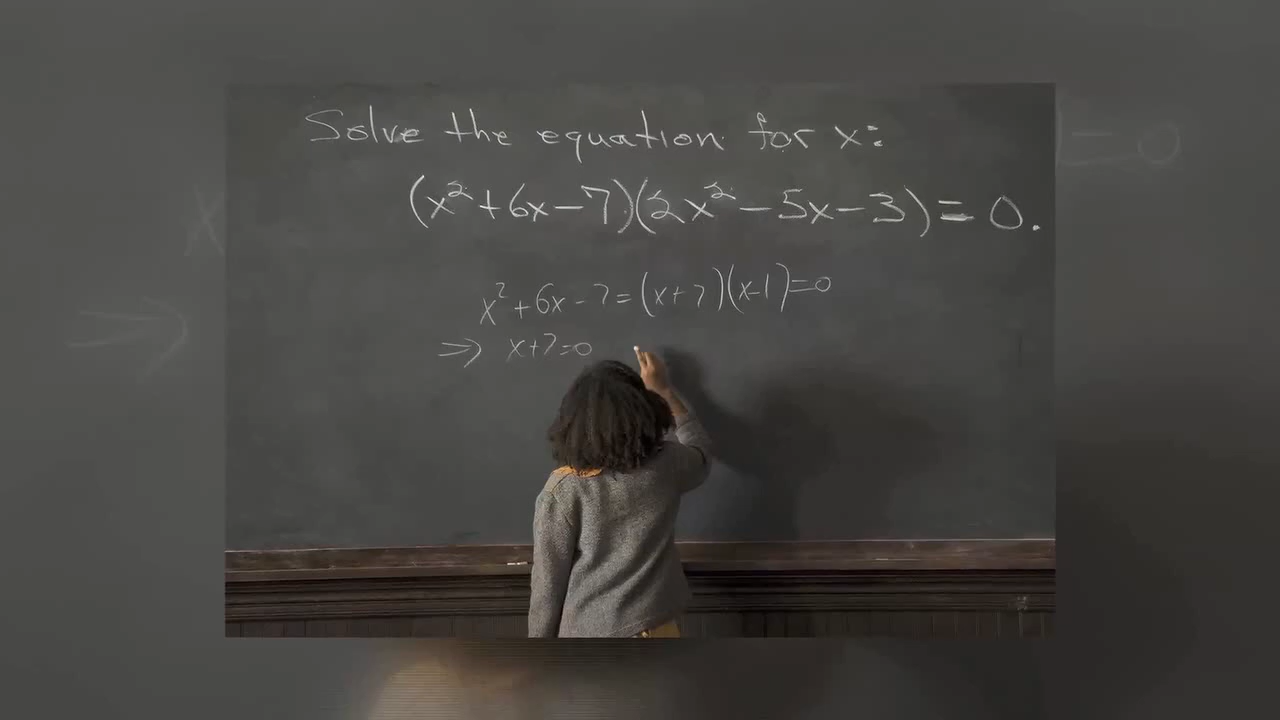 Solve the equation for x:
(x²+6x-7)(2x²-5x-3)=0.
x²+6x-7=(x+7)(x-1)=0
⇒ x+7=0